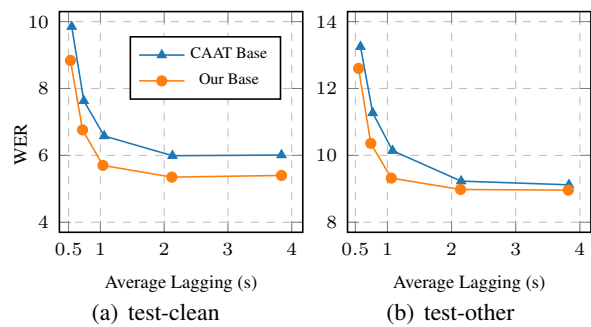 10
8
6
4
WER
0.5 1 2 3 4
Average Lagging (s)
CAAT Base
Our Base
(a) test-clean
14
12
10
8
0.5 1 2 3 4
Average Lagging (s)
(b) test-other